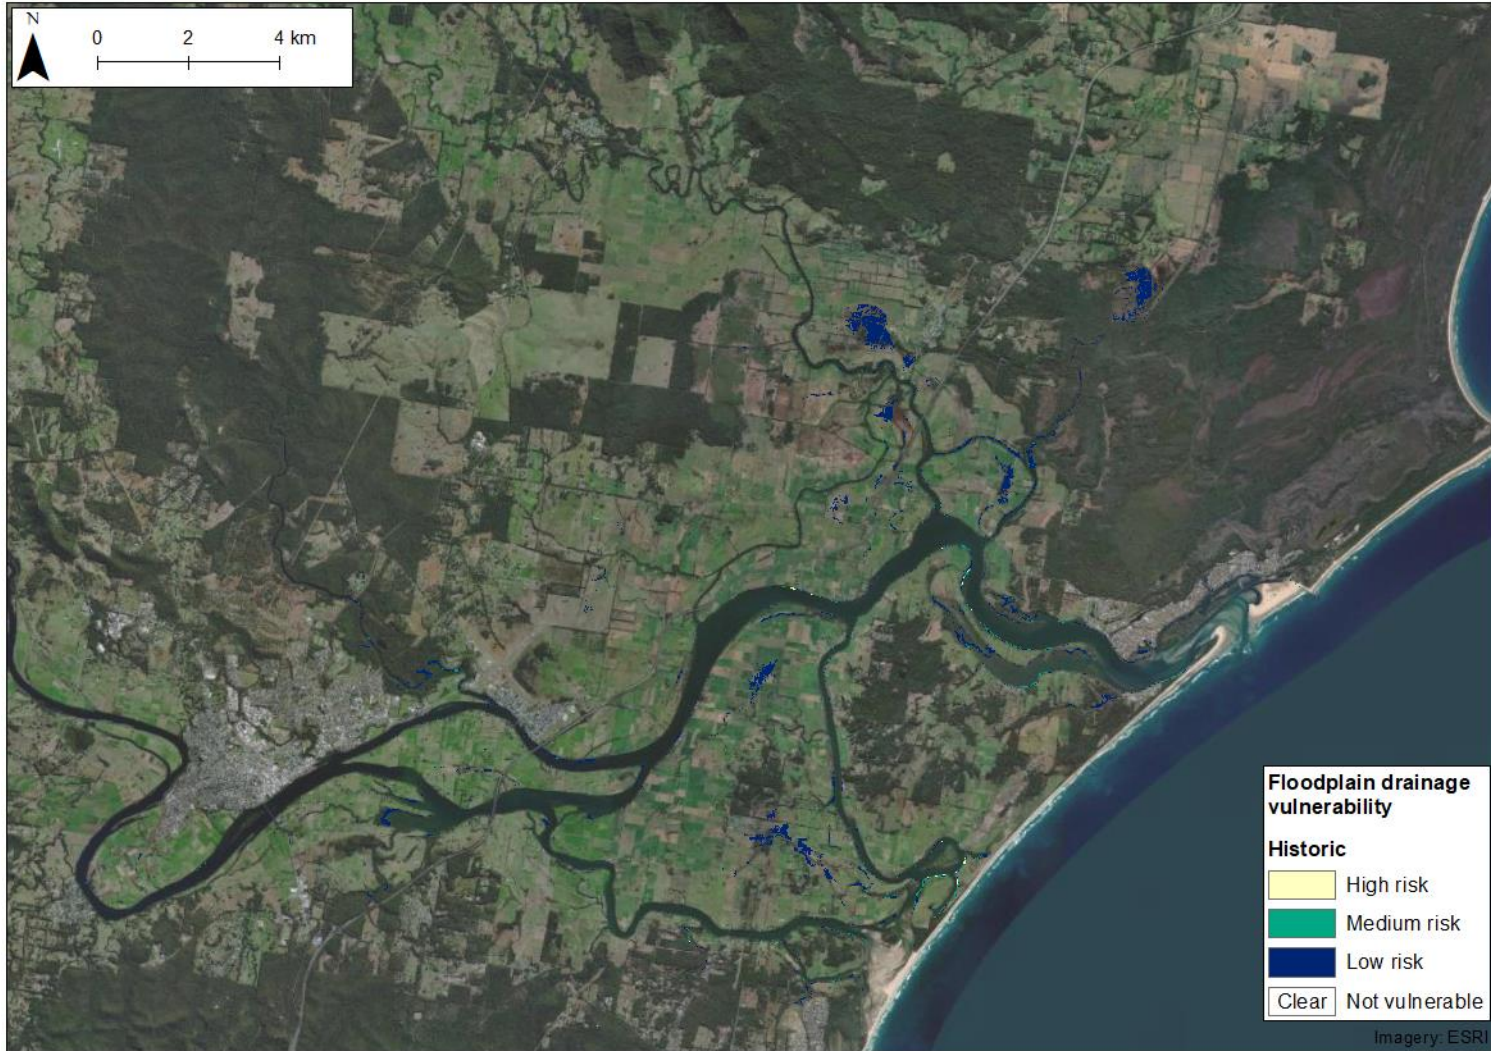 N
0 2 4 km
Floodplain drainage
vulnerability
Historic
High risk
Medium risk
Low risk
Clear Not vulnerable
Imagery: ESRI